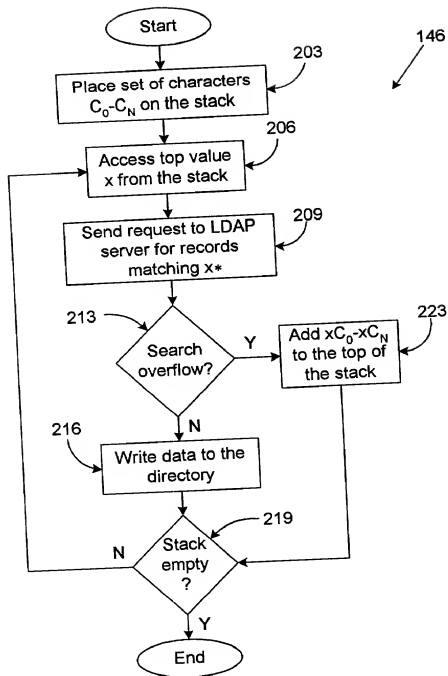 Start
146
203
Place set of characters
C₀-C_N on the stack
206
Access top value
x from the stack
209
Send request to LDAP
server for records
matching x*
213
223
Search
overflow?
Y
Add xC₀-xC_N
to the top of
the stack
N
216
Write data to the
directory
219
N
Stack
empty
?
Y
End